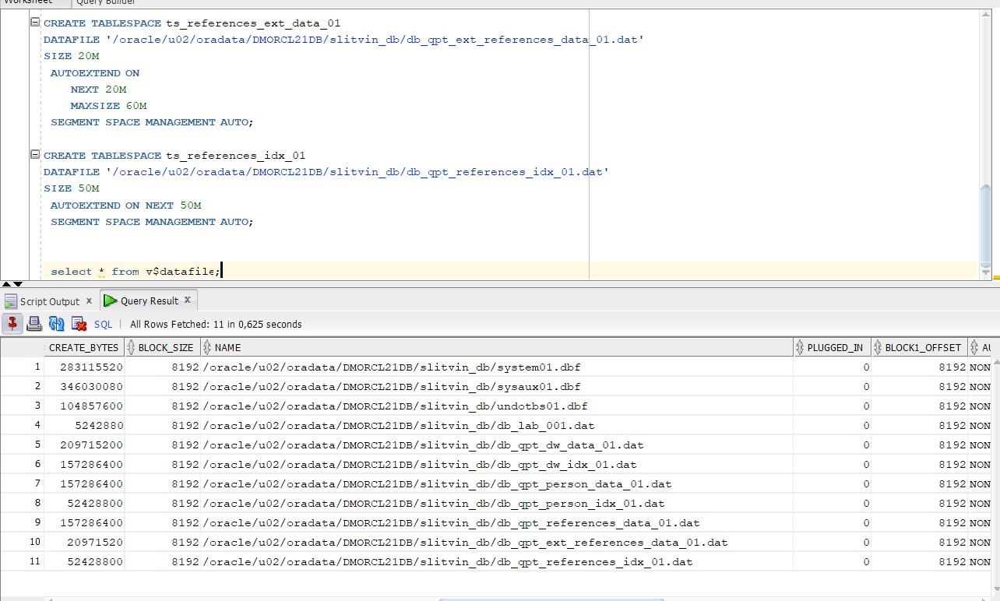 Worksheet Query Builder
CREATE TABLESPACE ts_references_ext_data_01
DATAFILE '/oracle/u02/oradata/DMORCL21DB/slitvin_db/db_qpt_ext_references_data_01.dat'
SIZE 20M
AUTOEXTEND ON
NEXT 20M
MAXSIZE 60M
SEGMENT SPACE MANAGEMENT AUTO;
CREATE TABLESPACE ts_references_idx_01
DATAFILE '/oracle/u02/oradata/DMORCL21DB/slitvin_db/db_qpt_references_idx_01.dat'
SIZE 50M
AUTOEXTEND ON NEXT 50M
SEGMENT SPACE MANAGEMENT AUTO;
select * from v$datafile;
Script Output x Query Result x
SQL | All Rows Fetched: 11 in 0,625 seconds
CREATE_BYTES BLOCK_SIZE NAME PLUGGED_IN BLOCK1_OFFSET
1 283115520 8192 /oracle/u02/oradata/DMORCL21DB/slitvin_db/system01.dbf 0 8192 NON
2 346030080 8192 /oracle/u02/oradata/DMORCL21DB/slitvin_db/sysaux01.dbf 0 8192 NON
3 104857600 8192 /oracle/u02/oradata/DMORCL21DB/slitvin_db/undotbs01.dbf 0 8192 NON
4 5242880 8192 /oracle/u02/oradata/DMORCL21DB/slitvin_db/db_lab_001.dat 0 8192 NON
5 209715200 8192 /oracle/u02/oradata/DMORCL21DB/slitvin_db/db_qpt_dw_data_01.dat 0 8192 NON
6 157286400 8192 /oracle/u02/oradata/DMORCL21DB/slitvin_db/db_qpt_dw_idx_01.dat 0 8192 NON
7 157286400 8192 /oracle/u02/oradata/DMORCL21DB/slitvin_db/db_qpt_person_data_01.dat 0 8192 NON
8 52428800 8192 /oracle/u02/oradata/DMORCL21DB/slitvin_db/db_qpt_person_idx_01.dat 0 8192 NON
9 157286400 8192 /oracle/u02/oradata/DMORCL21DB/slitvin_db/db_qpt_references_data_01.dat 0 8192 NON
10 20971520 8192 /oracle/u02/oradata/DMORCL21DB/slitvin_db/db_qpt_ext_references_data_01.dat 0 8192 NON
11 52428800 8192 /oracle/u02/oradata/DMORCL21DB/slitvin_db/db_qpt_references_idx_01.dat 0 8192 NON